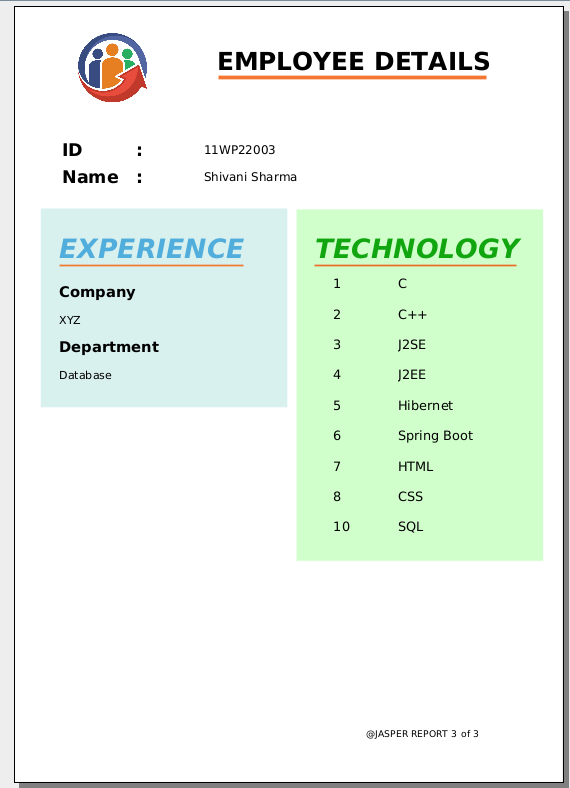 EMPLOYEE DETAILS
ID : 11WP22003
Name : Shivani Sharma
EXPERIENCE
Company
XYZ
Department
Database
TECHNOLOGY
1 C
2 C++
3 J2SE
4 J2EE
5 Hibernet
6 Spring Boot
7 HTML
8 CSS
10 SQL
@JASPER REPORT 3 of 3